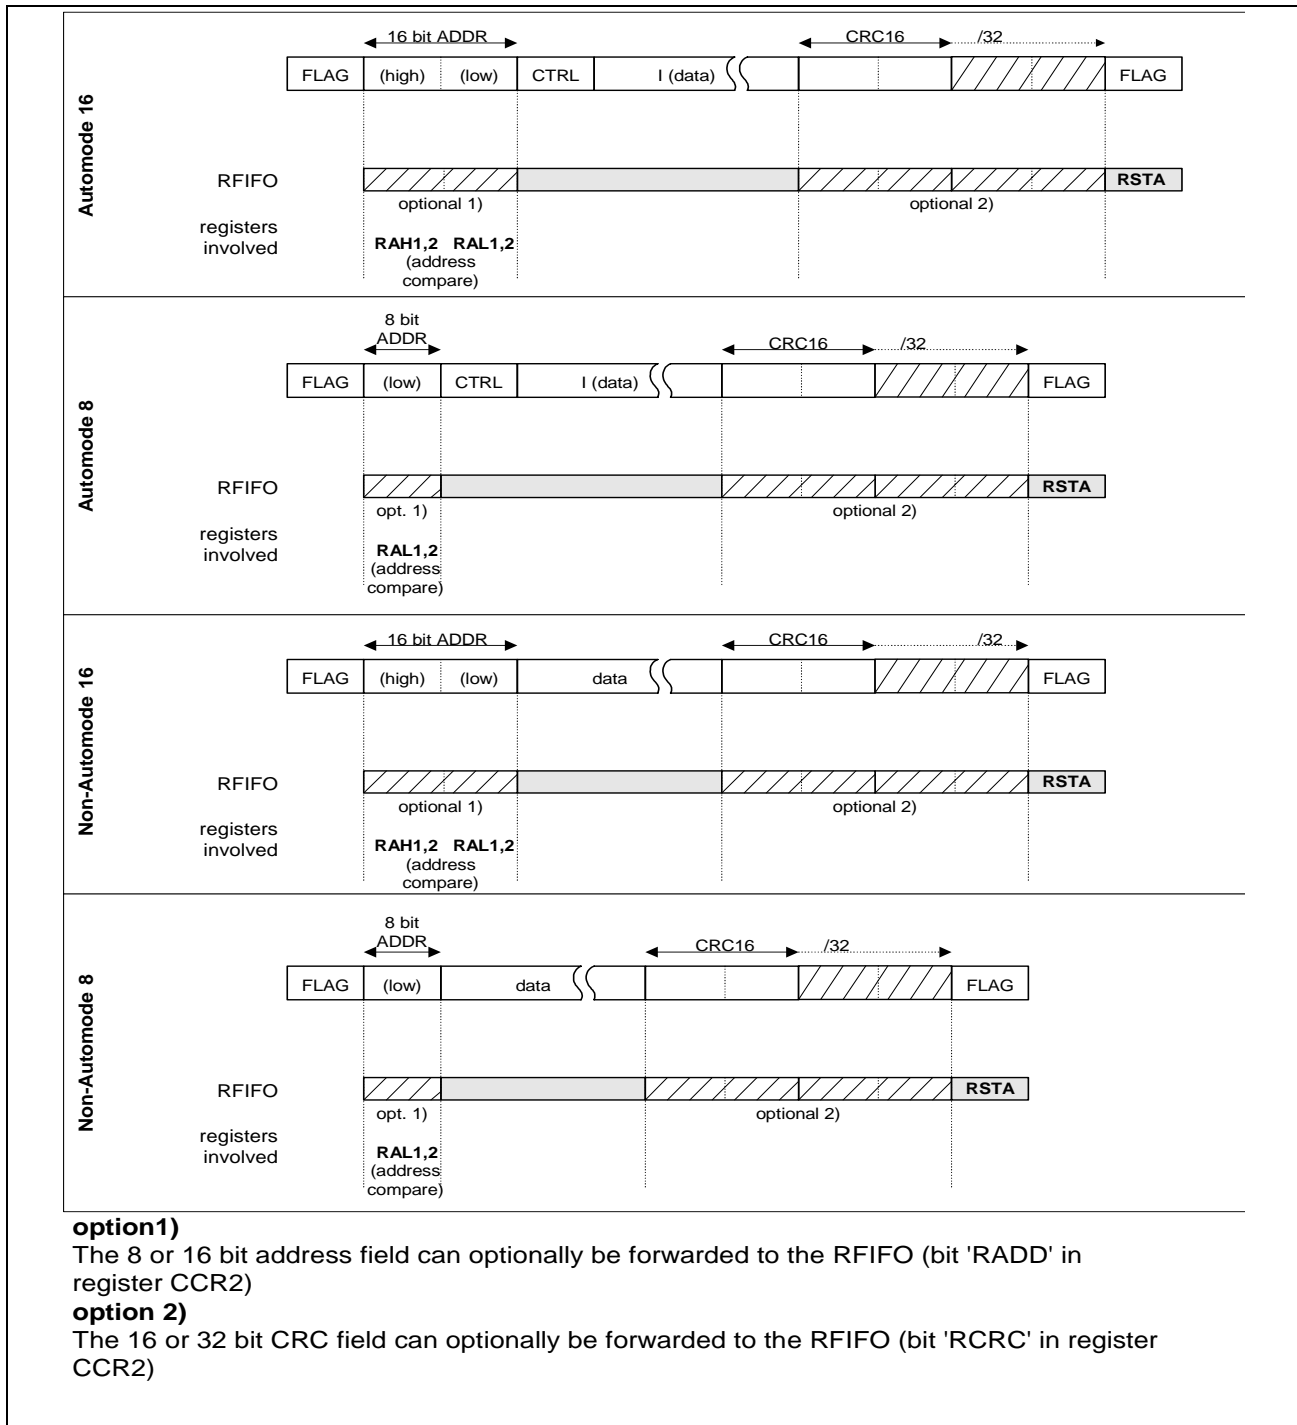 Automode 16
16 bit ADDR CRC16 /32
FLAG (high) (low) CTRL I (data) FLAG
RFIFO RSTA
optional 1) optional 2)
registers
involved
RAH1,2 RAL1,2
(address
compare)
Automode 8
8 bit
ADDR CRC16 /32
FLAG (low) CTRL I (data) FLAG
RFIFO RSTA
opt. 1) optional 2)
registers
involved
RAL1,2
(address
compare)
Non-Automode 16
16 bit ADDR CRC16 /32
FLAG (high) (low) data FLAG
RFIFO RSTA
optional 1) optional 2)
registers
involved
RAH1,2 RAL1,2
(address
compare)
Non-Automode 8
8 bit
ADDR CRC16 /32
FLAG (low) data FLAG
RFIFO RSTA
opt. 1) optional 2)
registers
involved
RAL1,2
(address
compare)
option1)
The 8 or 16 bit address field can optionally be forwarded to the RFIFO (bit 'RADD' in
register CCR2)
option 2)
The 16 or 32 bit CRC field can optionally be forwarded to the RFIFO (bit 'RCRC' in register
CCR2)